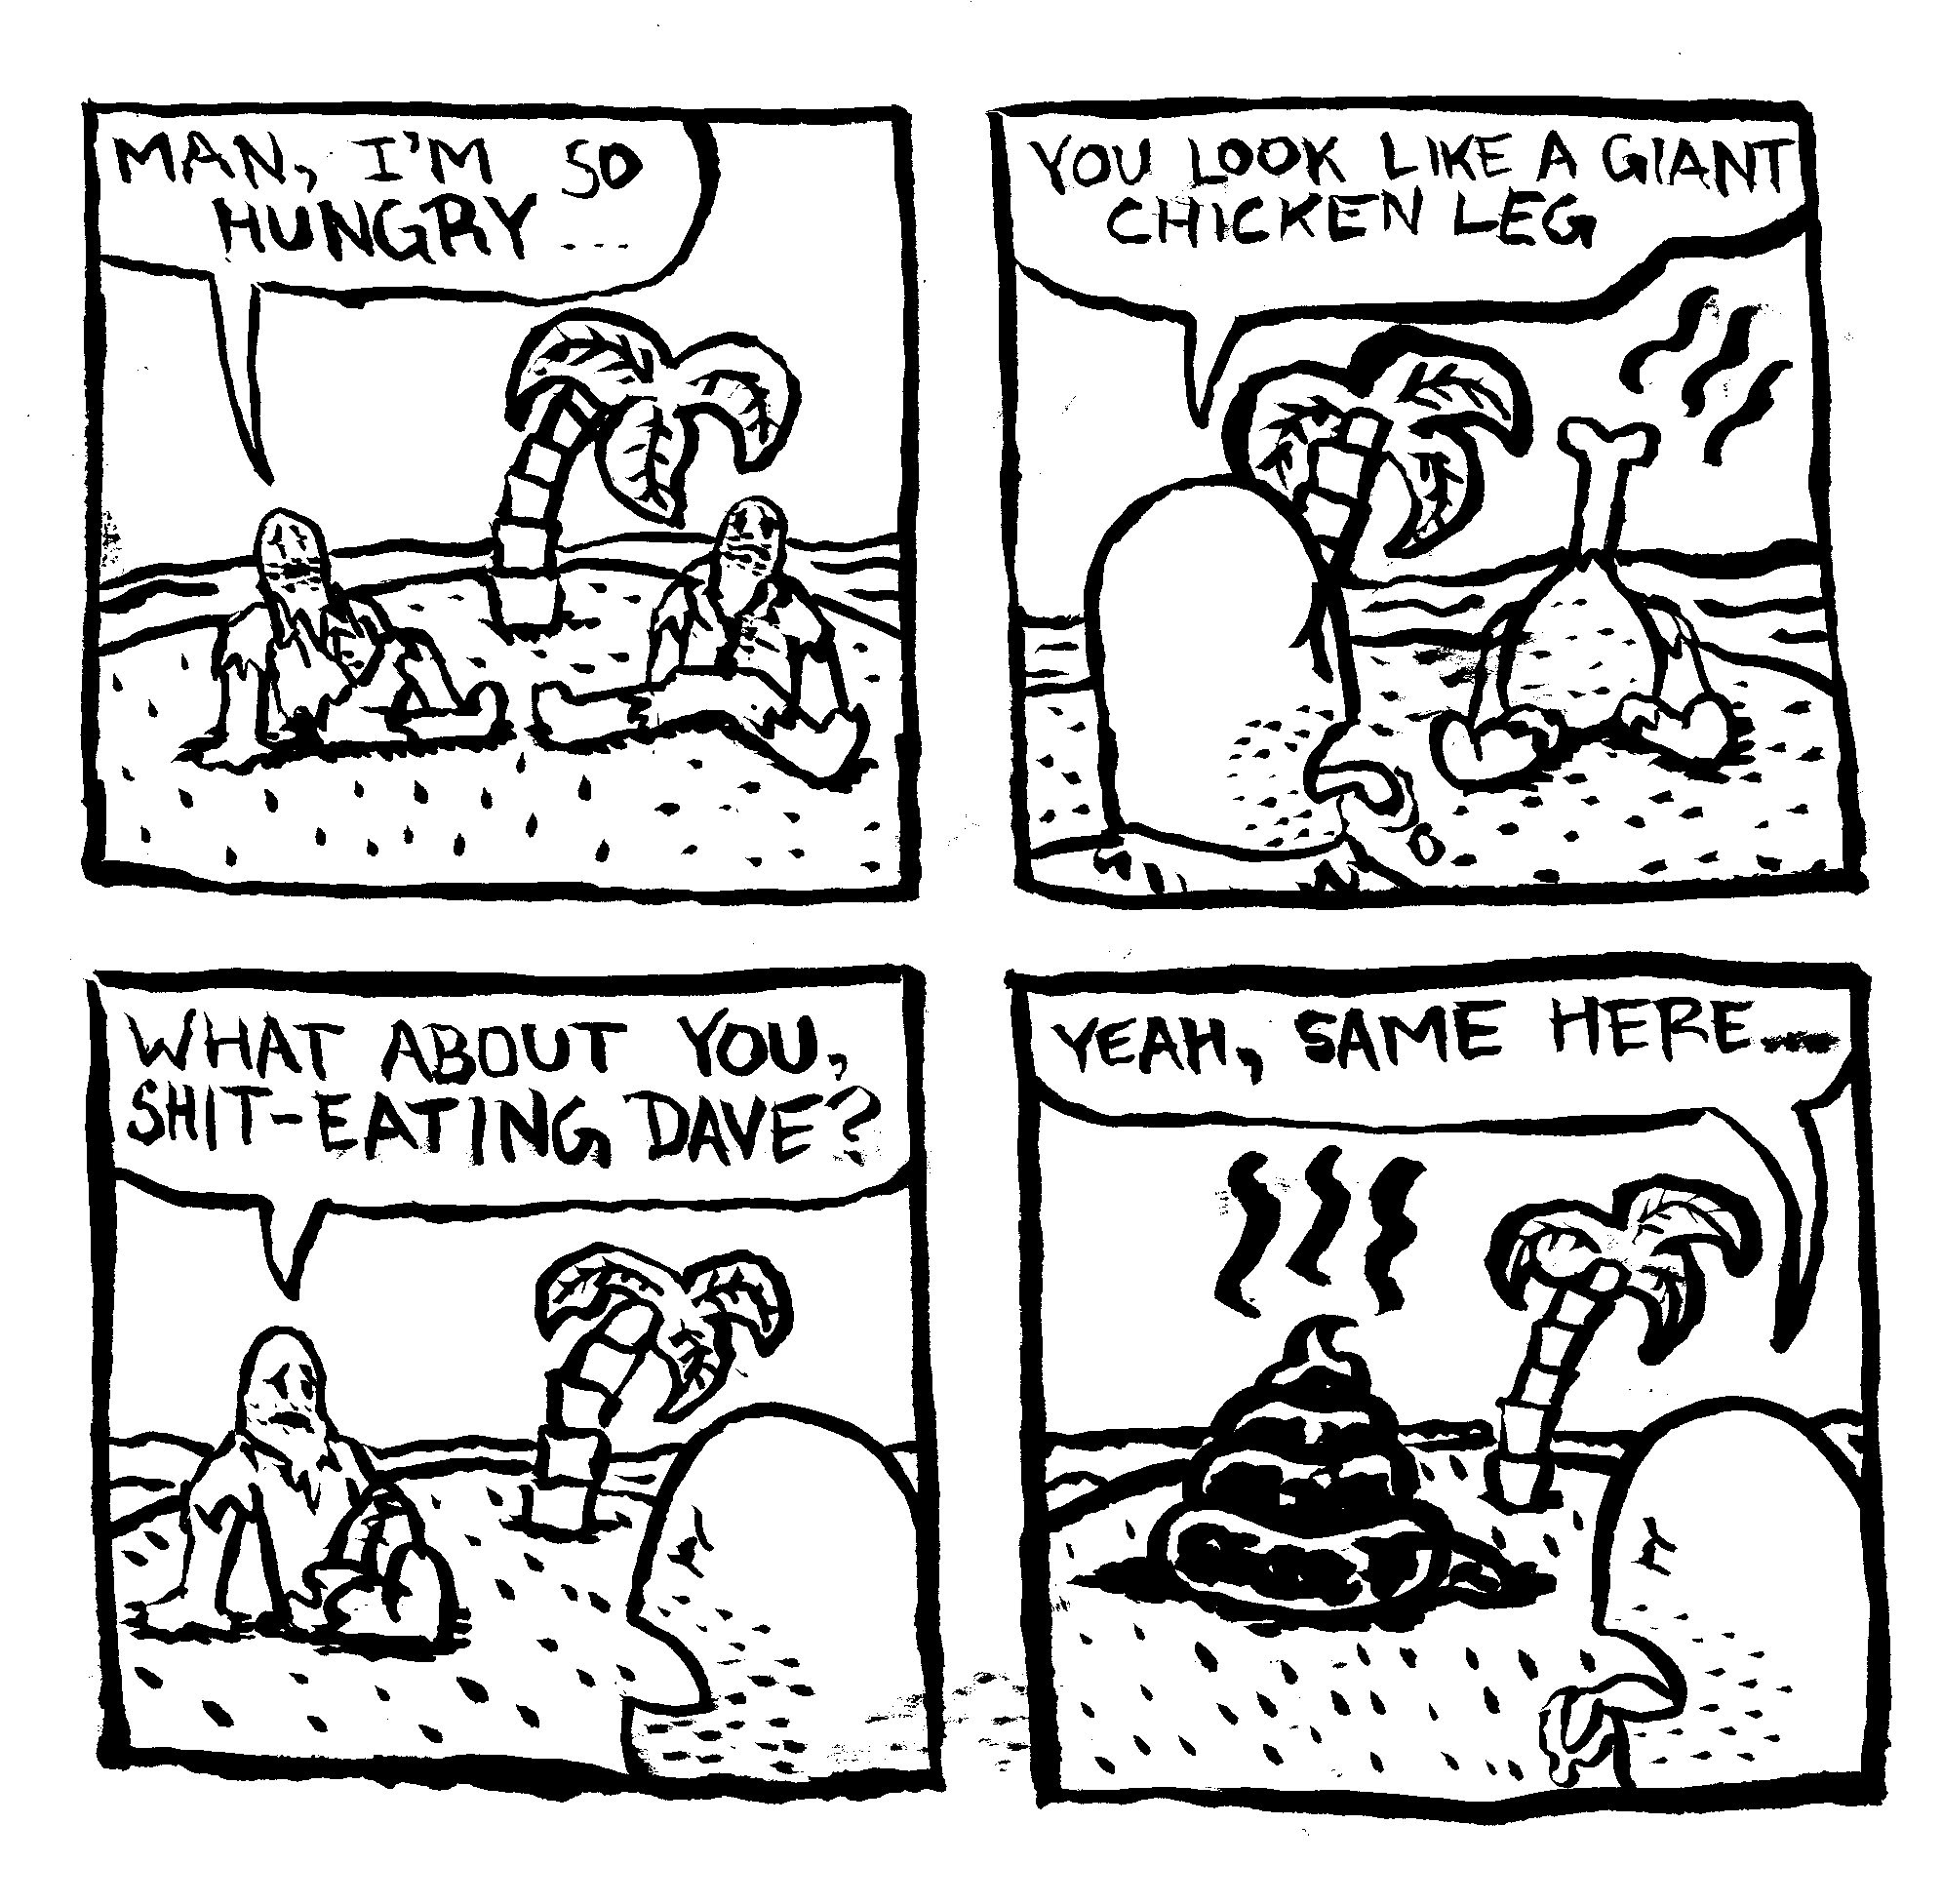 MAN, I'M SO
HUNGRY...
YOU LOOK LIKE A GIANT
CHICKEN LEG
WHAT ABOUT YOU,
SHIT-EATING DAVE?
YEAH, SAME HERE...